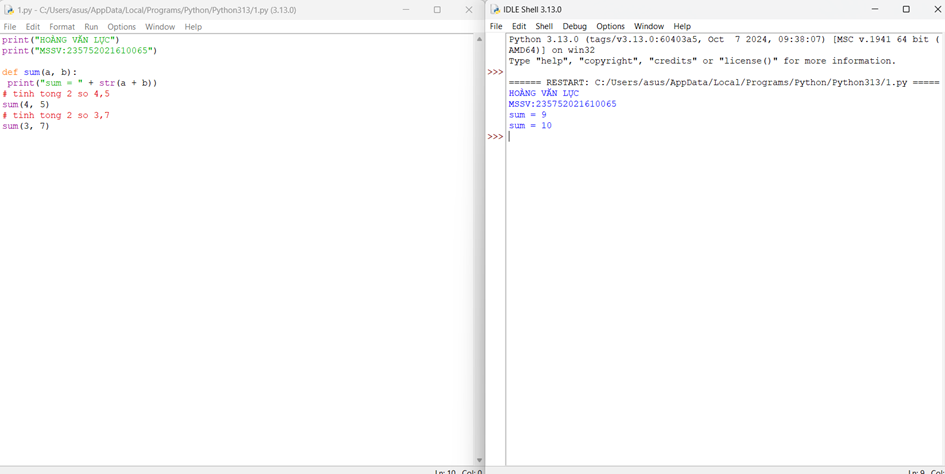 1.py - C:/Users/asus/AppData/Local/Programs/Python/Python313/1.py (3.13.0)
File Edit Format Run Options Window Help
print("HOÀNG VĂN LỰC")
print("MSSV:235752021610065")
def sum(a, b):
print("sum = " + str(a + b))
# tinh tong 2 so 4,5
sum(4, 5)
# tinh tong 2 so 3,7
sum(3, 7)
Ln: 10 Col: 0
IDLE Shell 3.13.0
File Edit Shell Debug Options Window Help
Python 3.13.0 (tags/v3.13.0:60403a5, Oct 7 2024, 09:38:07) [MSC v.1941 64 bit (
AMD64)] on win32
Type "help", "copyright", "credits" or "license()" for more information.
>>>
====== RESTART: C:/Users/asus/AppData/Local/Programs/Python/Python313/1.py =====
HOÀNG VĂN LỰC
MSSV:235752021610065
sum = 9
sum = 10
>>>
Ln: 9 Col: